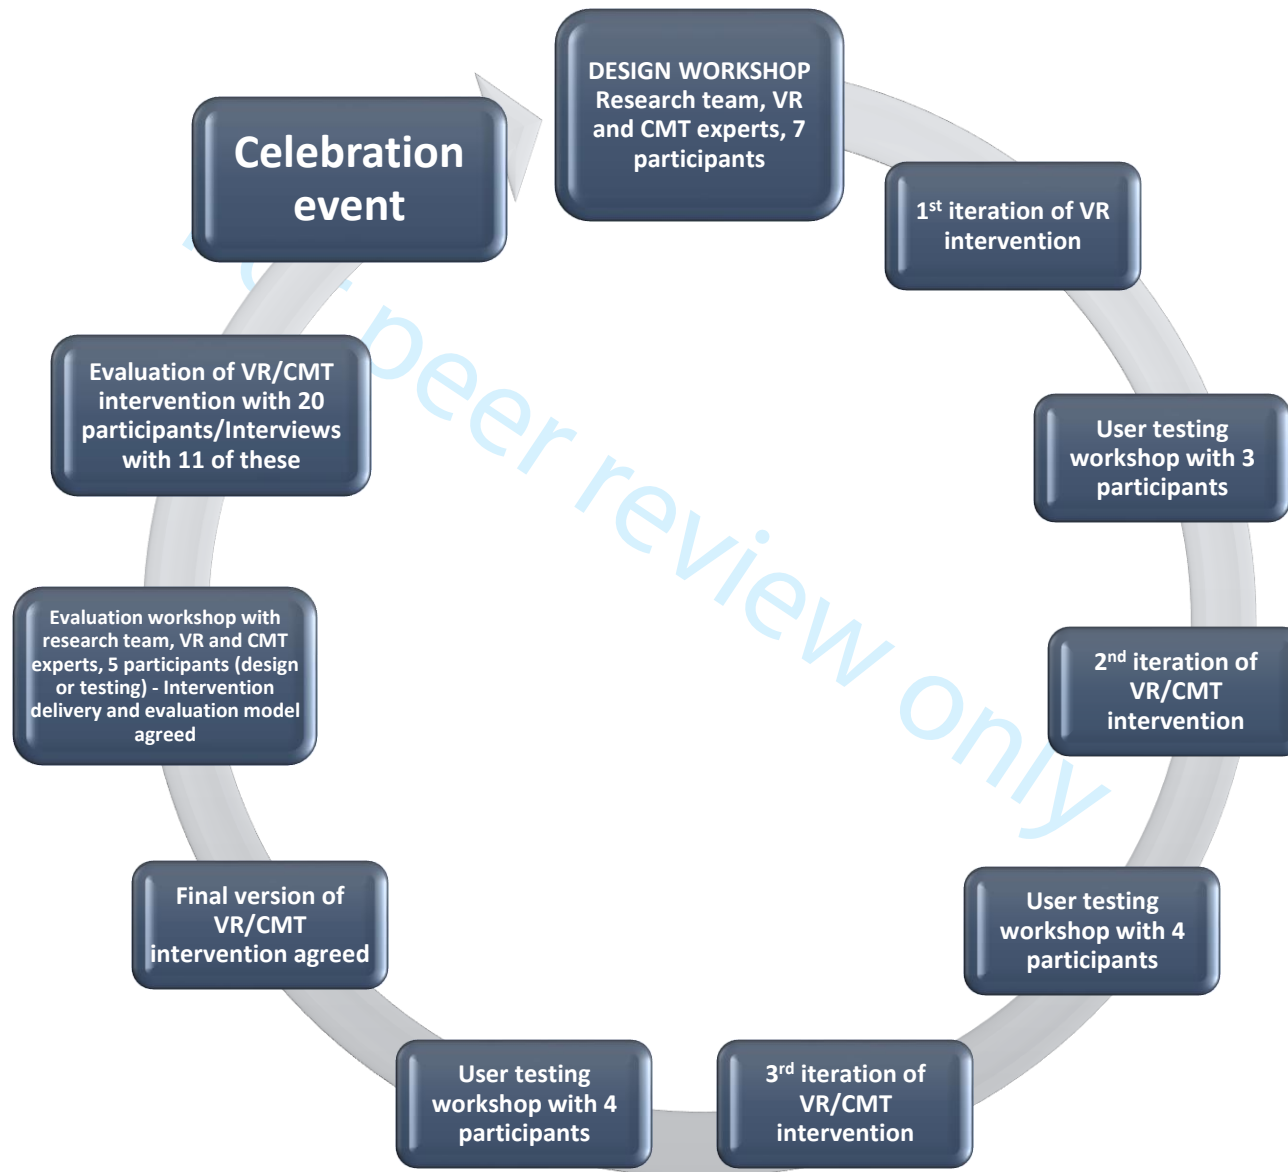 DESIGN WORKSHOP
Research team, VR
and CMT experts, 7
participants
1st iteration of VR
intervention
User testing
workshop with 3
participants
2nd iteration of
VR/CMT
intervention
User testing
workshop with 4
participants
3rd iteration of
VR/CMT
intervention
User testing
workshop with 4
participants
Final version of
VR/CMT
intervention agreed
Evaluation workshop with
research team, VR and CMT
experts, 5 participants (design
or testing) - Intervention
delivery and evaluation model
agreed
Evaluation of VR/CMT
intervention with 20
participants/Interviews
with 11 of these
Celebration
event
peer review only